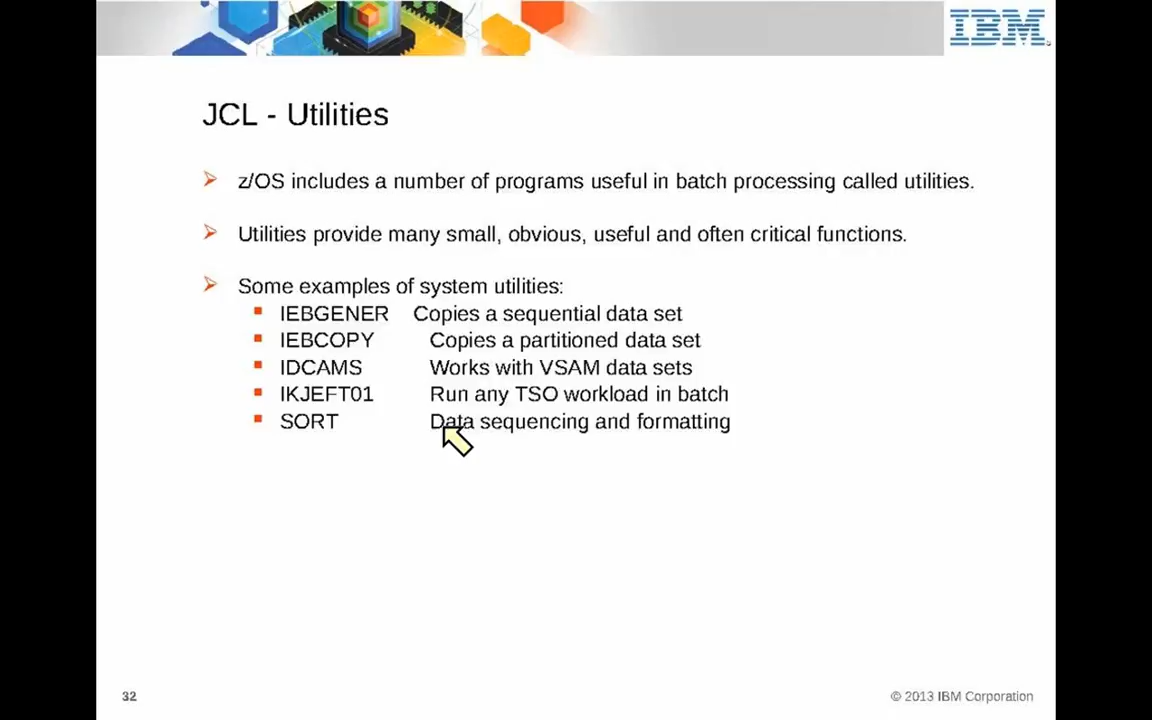 IBM
JCL - Utilities
z/OS includes a number of programs useful in batch processing called utilities.
Utilities provide many small, obvious, useful and often critical functions.
Some examples of system utilities:
IEBGENER Copies a sequential data set
IEBCOPY Copies a partitioned data set
IDCAMS Works with VSAM data sets
IKJEFT01 Run any TSO workload in batch
SORT Data sequencing and formatting
32 © 2013 IBM Corporation